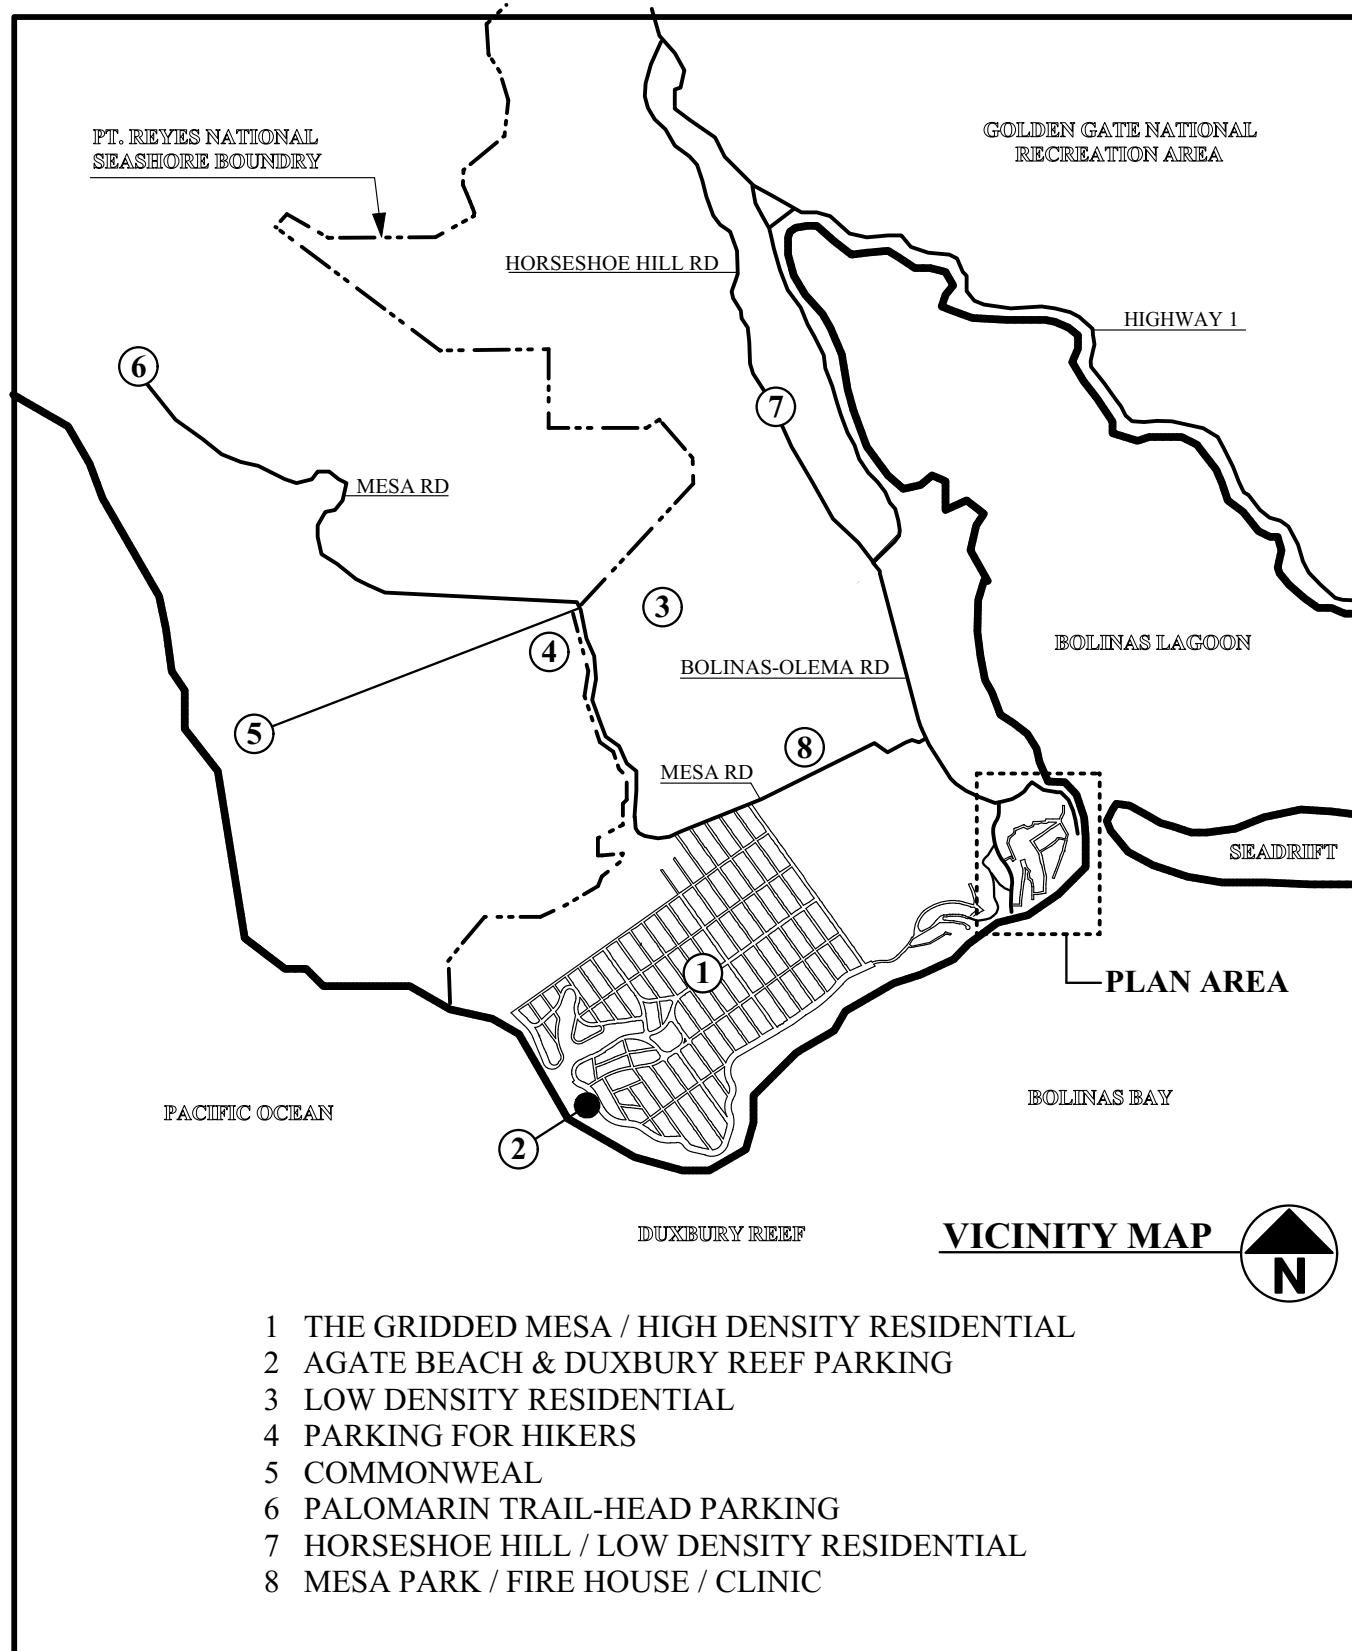 PT. REYES NATIONAL
SEASHORE BOUNDRY
GOLDEN GATE NATIONAL
RECREATION AREA
HORSESHOE HILL RD
HIGHWAY 1
6
7
MESA RD
3
4
BOLINAS LAGOON
BOLINAS-OLEMA RD
5
8
MESA RD
SEADRIFT
1
PLAN AREA
PACIFIC OCEAN
BOLINAS BAY
2
DUXBURY REEF
VICINITY MAP
N
1 THE GRIDDED MESA / HIGH DENSITY RESIDENTIAL
2 AGATE BEACH & DUXBURY REEF PARKING
3 LOW DENSITY RESIDENTIAL
4 PARKING FOR HIKERS
5 COMMONWEAL
6 PALOMARIN TRAIL-HEAD PARKING
7 HORSESHOE HILL / LOW DENSITY RESIDENTIAL
8 MESA PARK / FIRE HOUSE / CLINIC